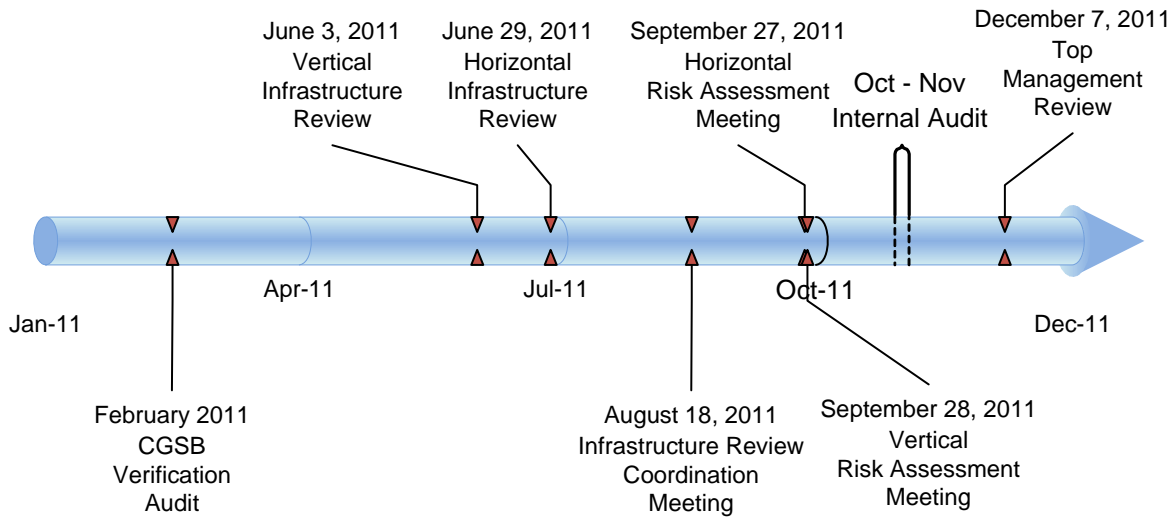 June 3, 2011
Vertical
Infrastructure
Review
June 29, 2011
Horizontal
Infrastructure
Review
September 27, 2011
Horizontal
Risk Assessment
Meeting
Oct - Nov
Internal Audit
December 7, 2011
Top
Management
Review
Jan-11
Apr-11
Jul-11
Oct-11
Dec-11
February 2011
CGSB
Verification
Audit
August 18, 2011
Infrastructure Review
Coordination
Meeting
September 28, 2011
Vertical
Risk Assessment
Meeting